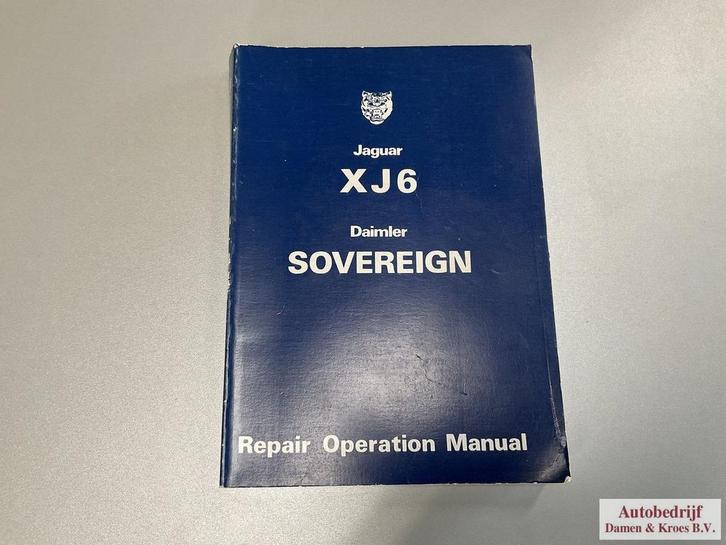 Jaguar
XJ6
Daimler
SOVEREIGN
Repair Operation Manual
Autobedrijf
Damen & Kroes B.V.